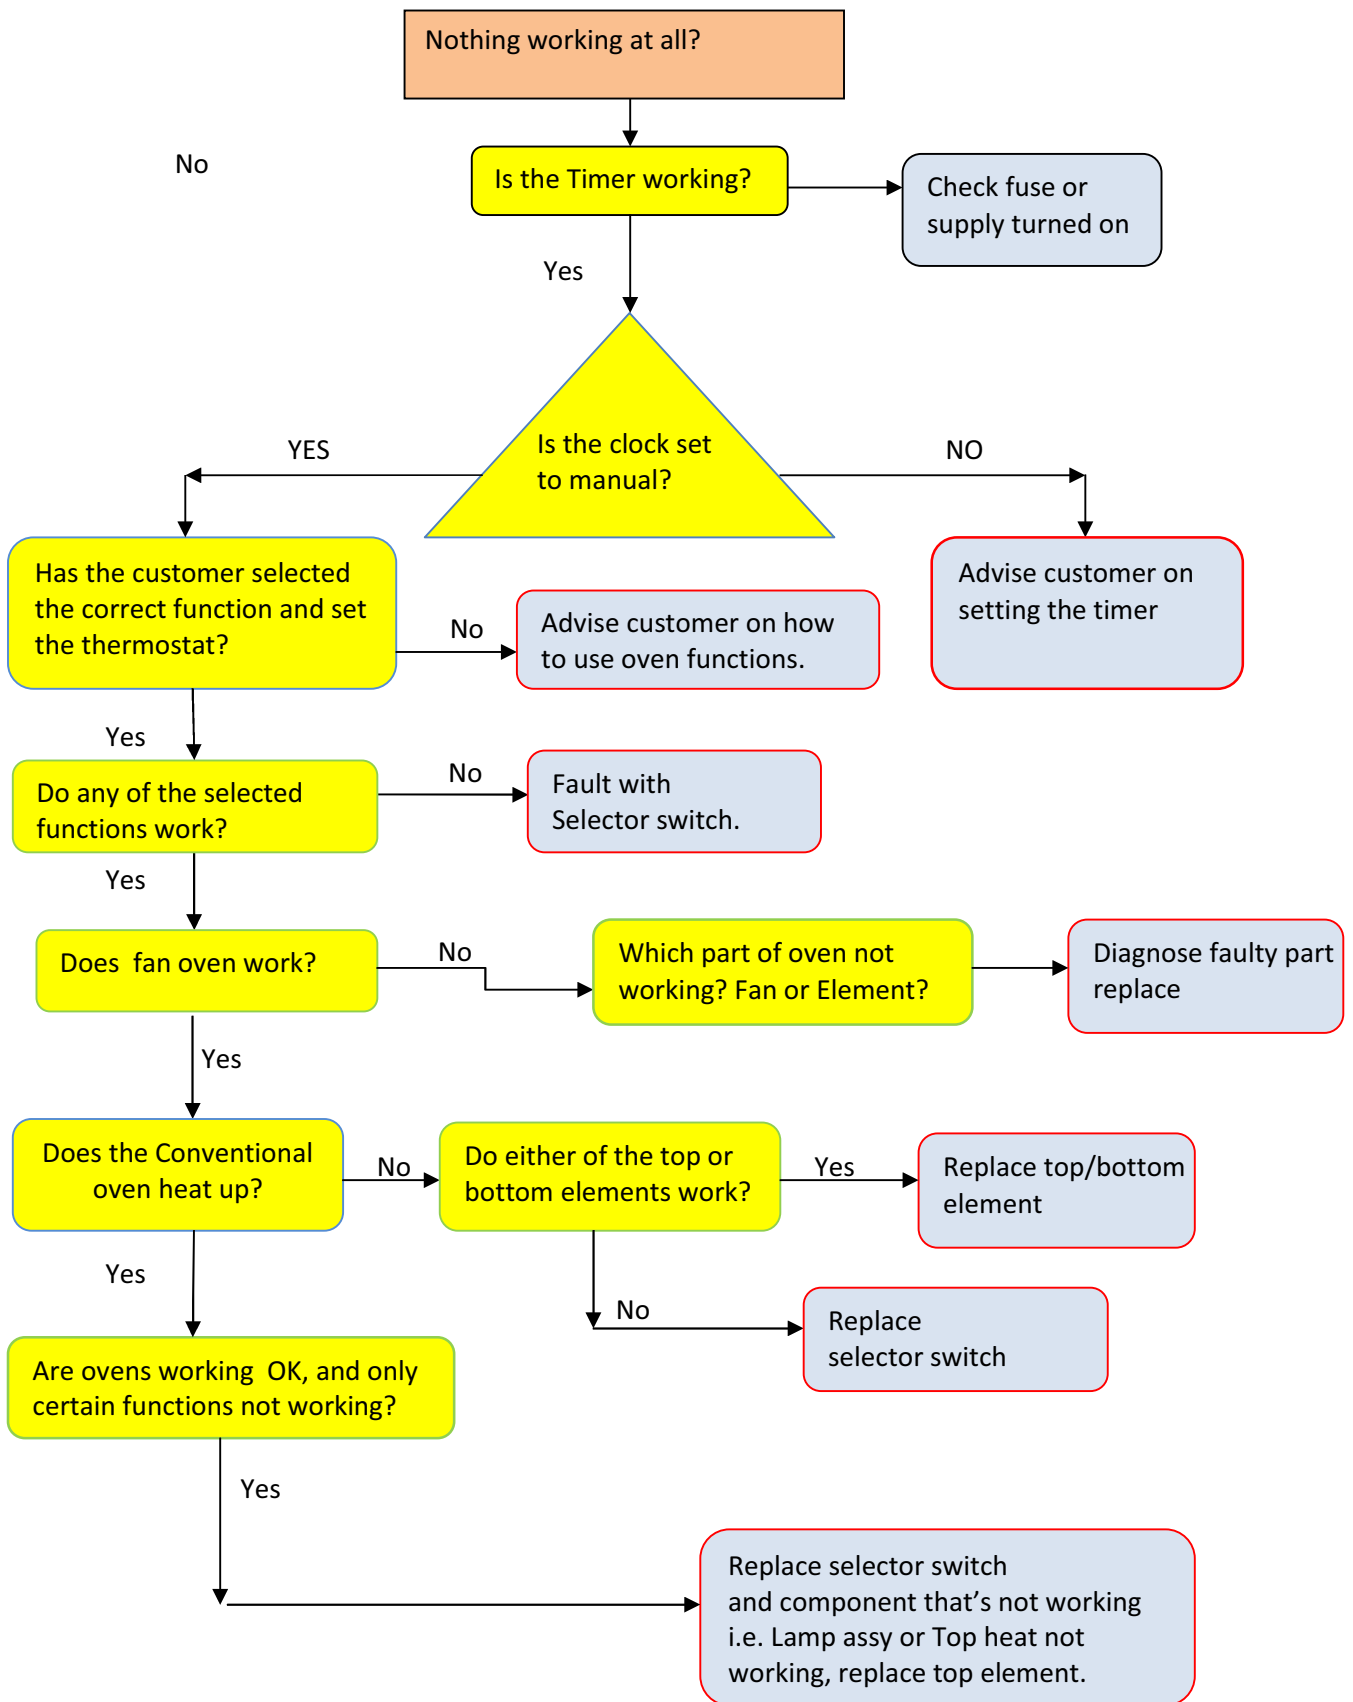 Nothing working at all?
No
Is the Timer working?
Check fuse or
supply turned on
Yes
Is the clock set
to manual?
YES
NO
Has the customer selected
the correct function and set
the thermostat?
No
Advise customer on how
to use oven functions.
Advise customer on
setting the timer
Yes
Do any of the selected
functions work?
No
Fault with
Selector switch.
Yes
Does  fan oven work?
No
Which part of oven not
working? Fan or Element?
Diagnose faulty part
replace
Yes
Does the Conventional
oven heat up?
No
Do either of the top or
bottom elements work?
Yes
Replace top/bottom
element
Yes
No
Replace
selector switch
Are ovens working  OK, and only
certain functions not working?
Yes
Replace selector switch
and component that’s not working
i.e. Lamp assy or Top heat not
working, replace top element.